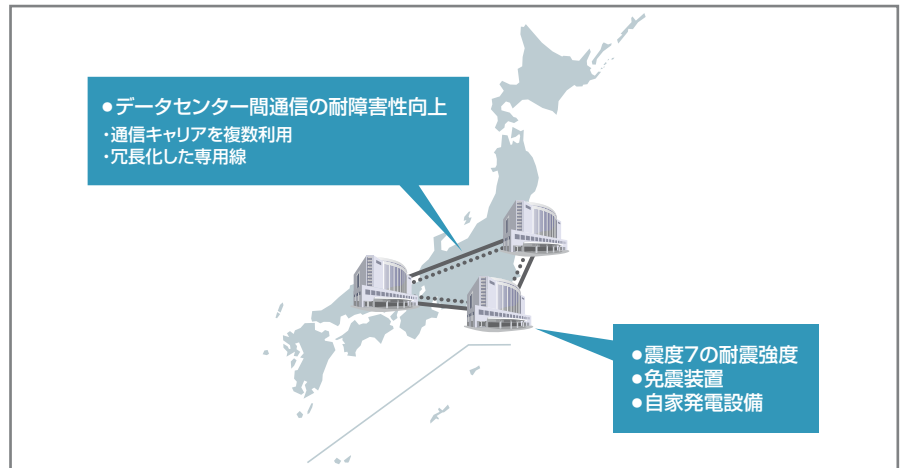 ●データセンター間通信の耐障害性向上
・通信キャリアを複数利用
・冗長化した専用線
●震度7の耐震強度
●免震装置
●自家発電設備